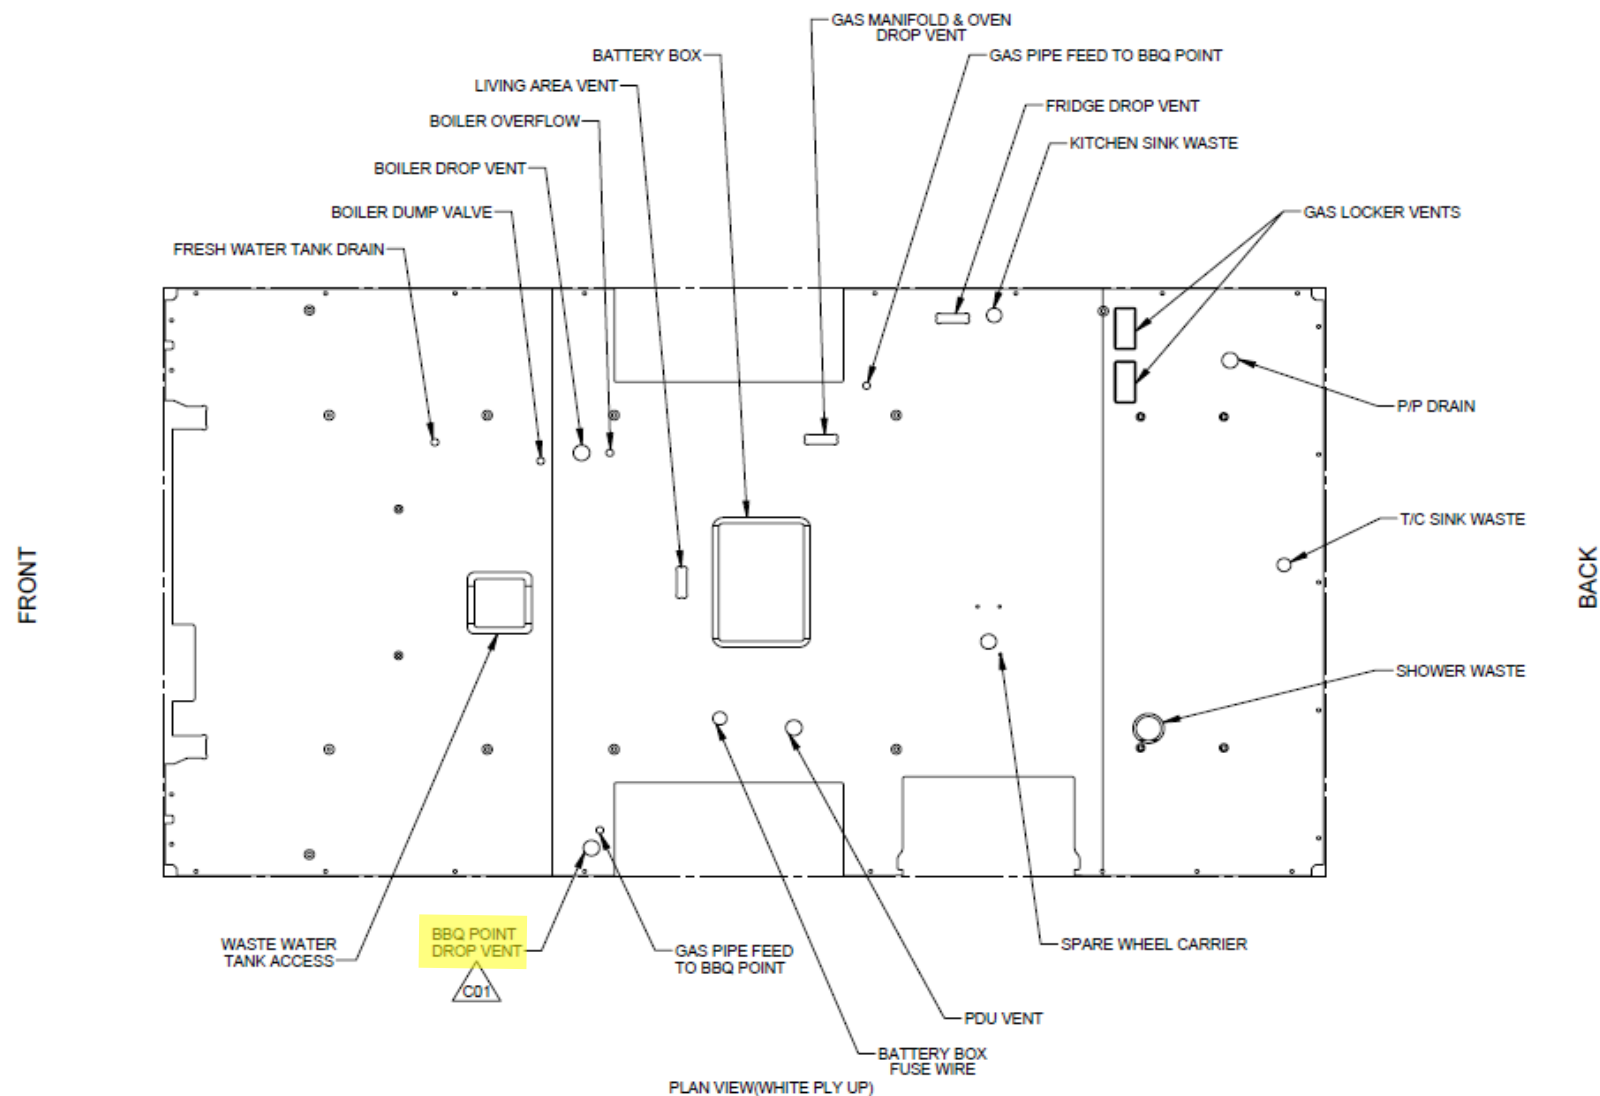 GAS MANIFOLD & OVEN
DROP VENT
BATTERY BOX
GAS PIPE FEED TO BBQ POINT
LIVING AREA VENT
FRIDGE DROP VENT
BOILER OVERFLOW
KITCHEN SINK WASTE
BOILER DROP VENT
BOILER DUMP VALVE
GAS LOCKER VENTS
FRESH WATER TANK DRAIN
P/P DRAIN
T/C SINK WASTE
FRONT
BACK
SHOWER WASTE
WASTE WATER
TANK ACCESS
BBQ POINT
DROP VENT
C01
GAS PIPE FEED
TO BBQ POINT
SPARE WHEEL CARRIER
PDU VENT
BATTERY BOX
FUSE WIRE
PLAN VIEW(WHITE PLY UP)